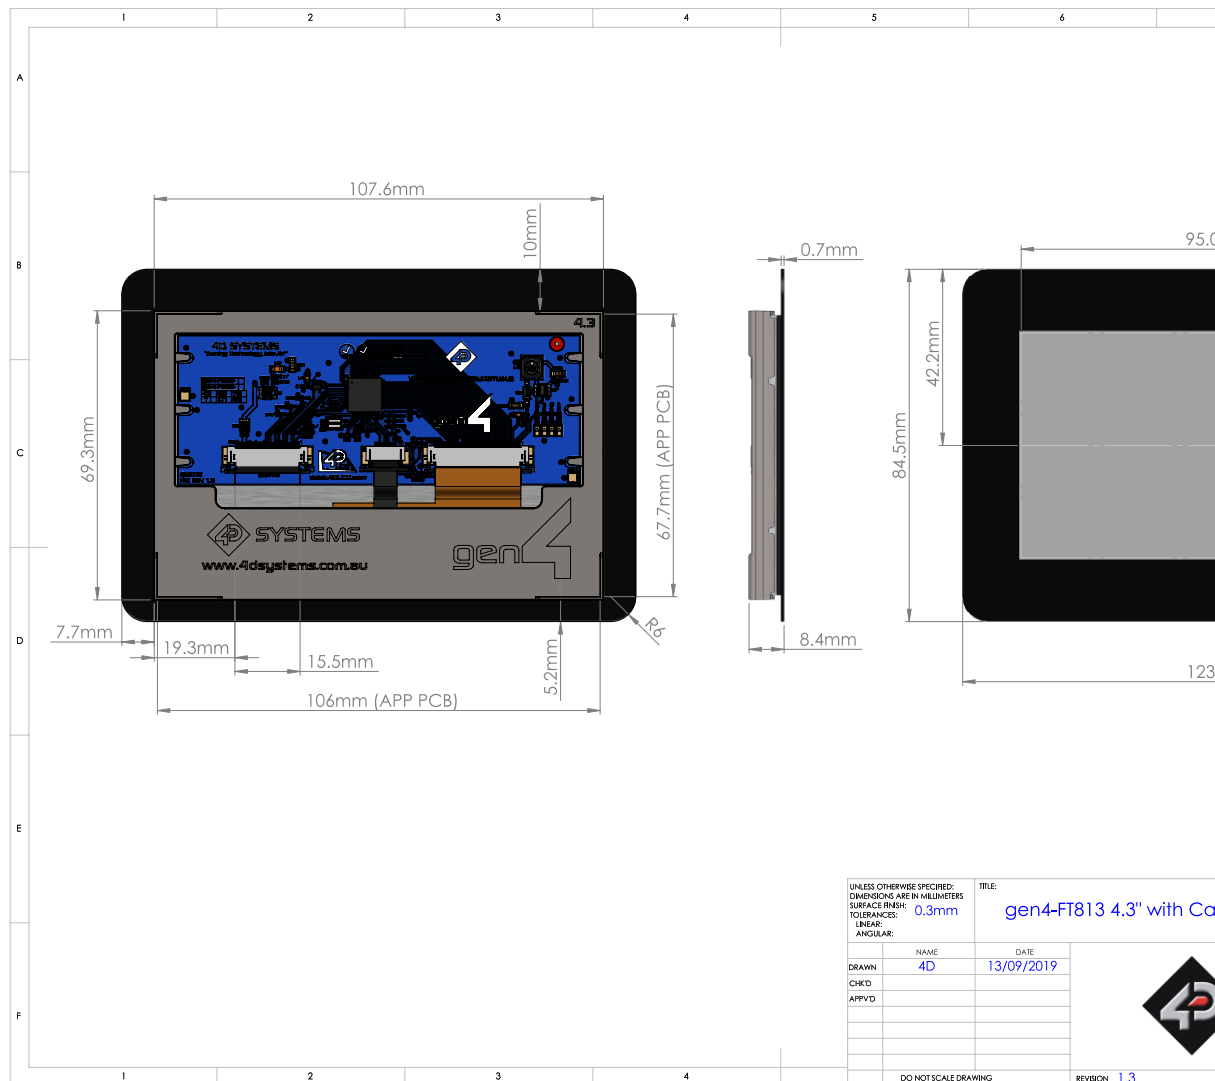 1 2 3 4 5 6
A
107.6mm
10mm
B
0.7mm
95.0
4.3
4D SYSTEMS
42.2mm
69.3mm
C
67.7mm (APP PCB)
84.5mm
4D SYSTEMS
gen4
www.4dsystems.com.au
D
7.7mm
19.3mm
15.5mm
5.2mm
R6
8.4mm
123
106mm (APP PCB)
E
UNLESS OTHERWISE SPECIFIED:
DIMENSIONS ARE IN MILLIMETERS
SURFACE FINISH:
TOLERANCES: 0.3mm
LINEAR:
ANGULAR:
TITLE:
gen4-FT813 4.3" with Ca
NAME DATE
DRAWN 4D 13/09/2019
CHK'D
APPV'D
F
DO NOT SCALE DRAWING
REVISION 1.3
1 2 3 4 5 6